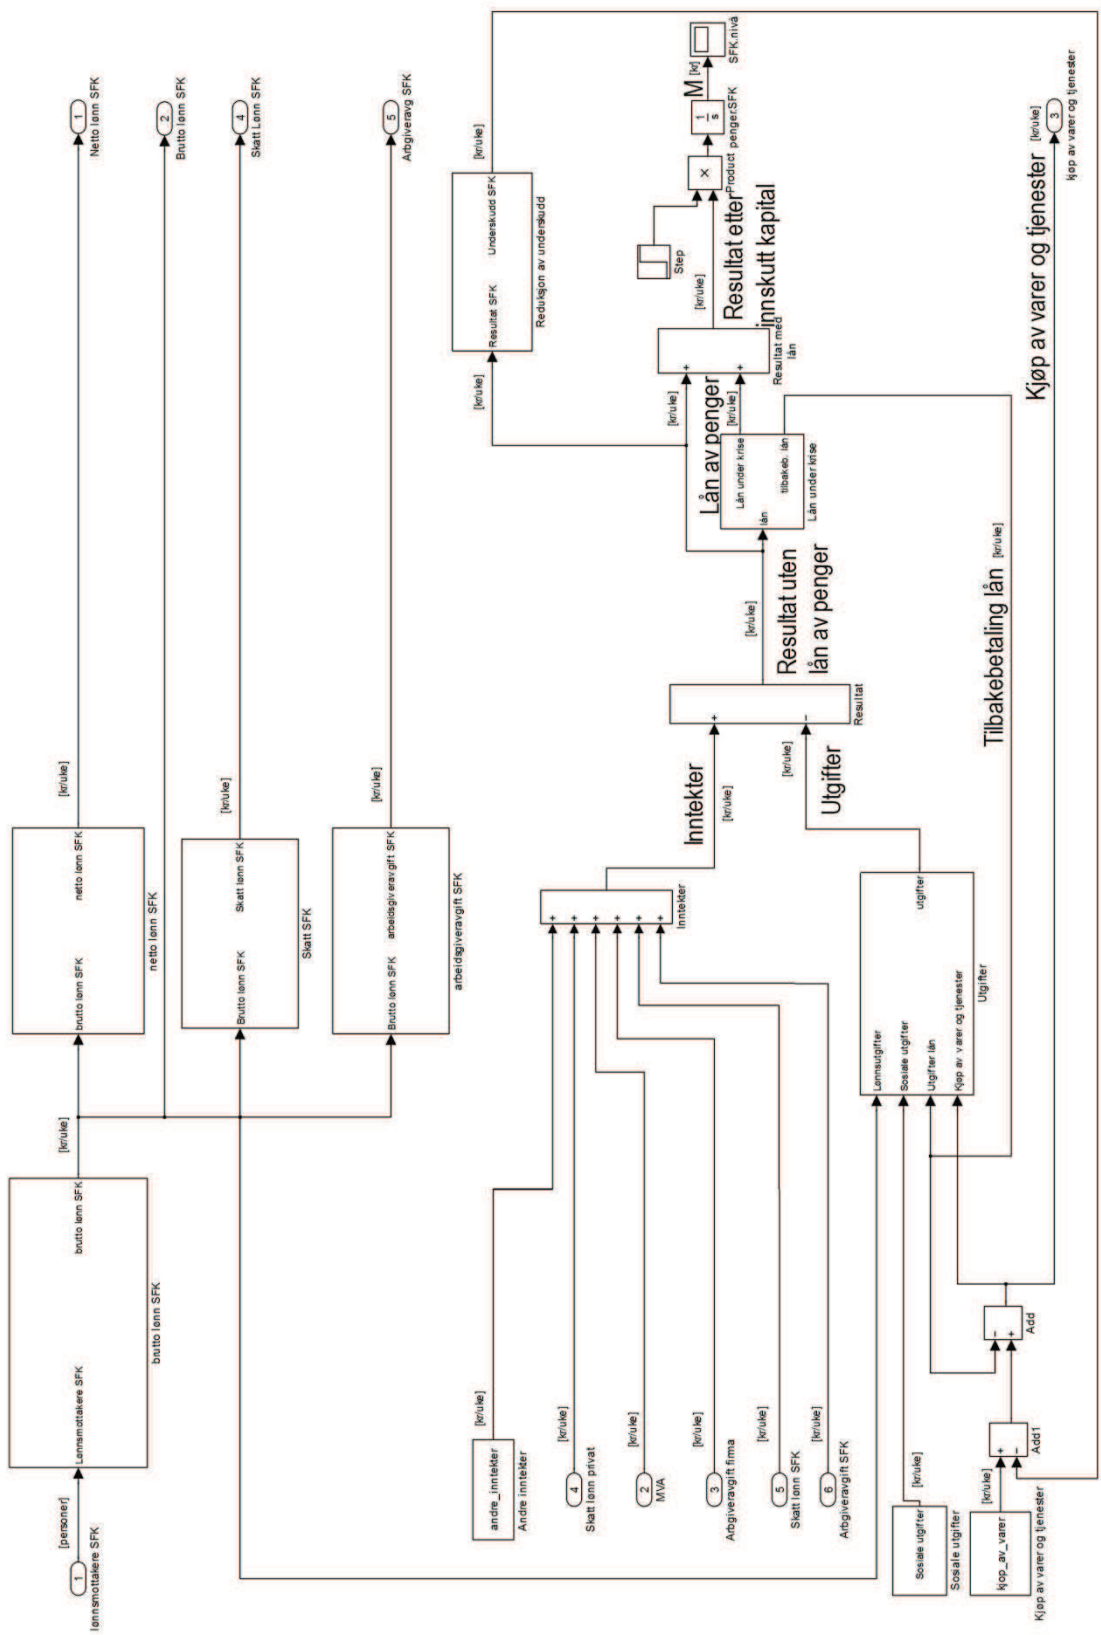 1
lønnsmottakere SFK
[personer]
Lønnsmottakere SFK
brutto lønn SFK
brutto lønn SFK
[kr/uke]
brutto lønn SFK
netto lønn SFK
netto lønn SFK
[kr/uke]
1
Netto lønn SFK
2
Brutto lønn SFK
Brutto lønn SFK
Skatt lønn SFK
Skatt SFK
[kr/uke]
4
Skatt Lønn SFK
Brutto lønn SFK
arbeidsgiveravgift SFK
arbeidsgiveravgift SFK
[kr/uke]
5
Arbgiveravg SFK
Resultat SFK
Underskudd SFK
Reduksjon av underskudd
[kr/uke]
[kr/uke]
andre_inntekter
Andre inntekter
[kr/uke]
4
Skatt lønn privat
[kr/uke]
2
MVA
[kr/uke]
3
Arbgiveravgift firma
[kr/uke]
5
Skatt lønn SFK
[kr/uke]
6
Arbgiveravgift SFK
[kr/uke]
+
+
+
+
+
+
Inntekter
Inntekter
[kr/uke]
Utgifter
[kr/uke]
+
−
Resultat
[kr/uke]
Resultat uten
lån av penger
lån
Lån under krise
tilbakeb. lån
Lån under krise
Lån av penger
[kr/uke]
[kr/uke]
+
+
Resultat med
lån
[kr/uke]
Resultat etter
innskutt kapital
Step
×
Product
1
s
penger.SFK
M
[kr]
SFK.nivå
Sosiale utgifter
Sosiale utgifter
[kr/uke]
kjop_av_varer
Kjøp av varer og tjenester
[kr/uke]
+
−
Add1
−
+
Add
Lønnsutgifter
Sosiale utgifter
Utgifter lån
Kjøp av varer og tjenester
utgifter
Utgifter
Tilbakebetaling lån
[kr/uke]
Kjøp av varer og tjenester
[kr/uke]
3
kjøp av varer og tjenester